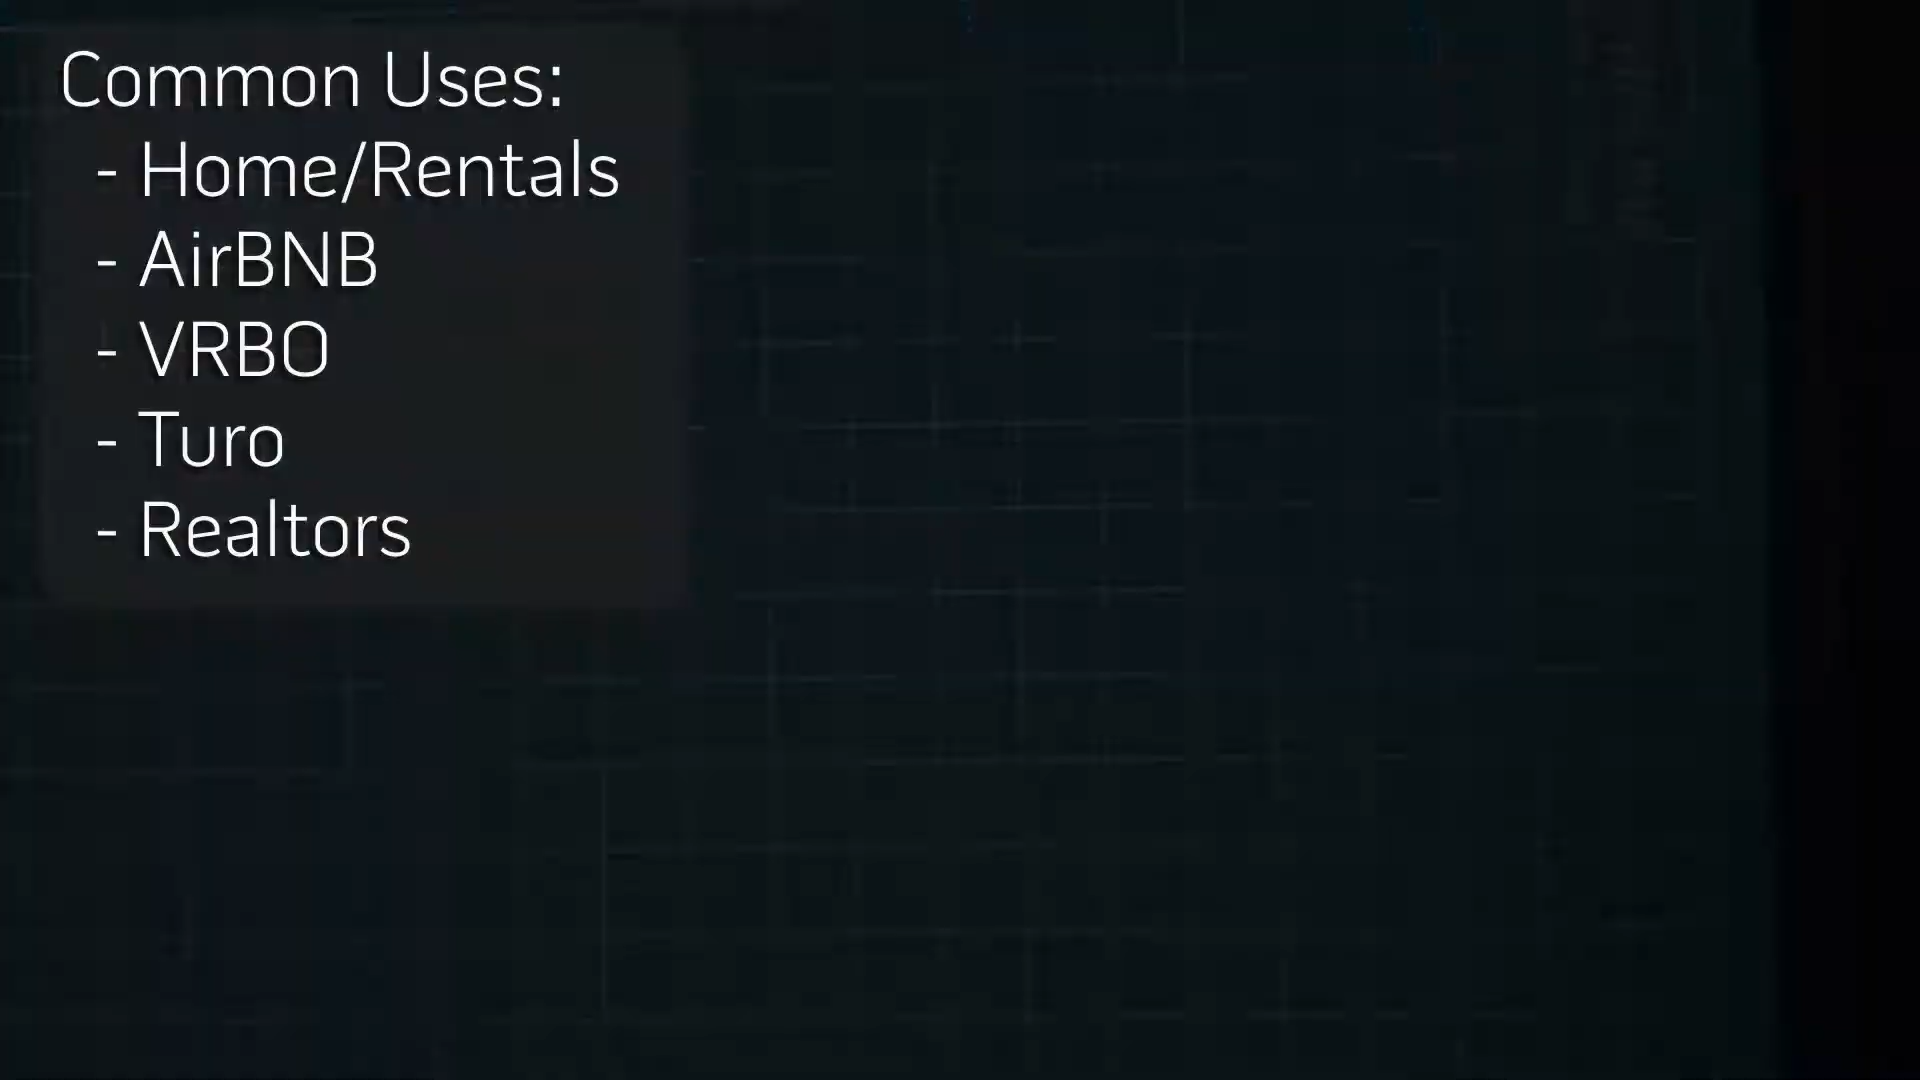 Common Uses:
- Home/Rentals
- AirBNB
- VRBO
- Turo
- Realtors